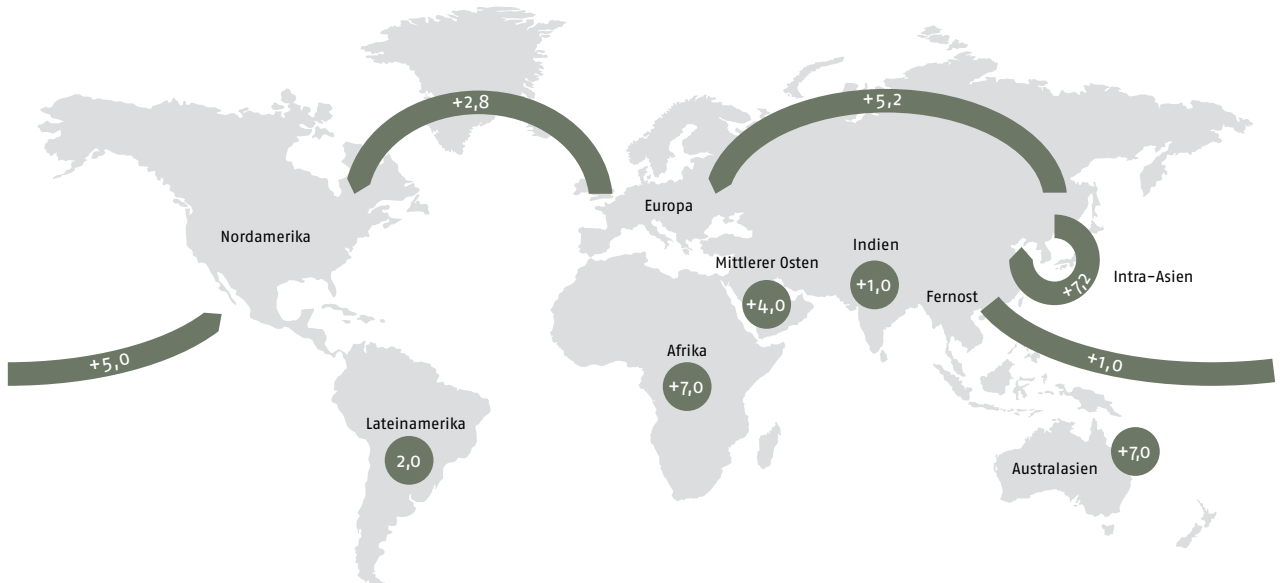 +2,8
+5,2
Europa
Nordamerika
Indien
Mittlerer Osten
+1,0
Intra-Asien
+7,2
Fernost
+4,0
Afrika
+5,0
+1,0
+7,0
Lateinamerika
2,0
+7,0
Australasien